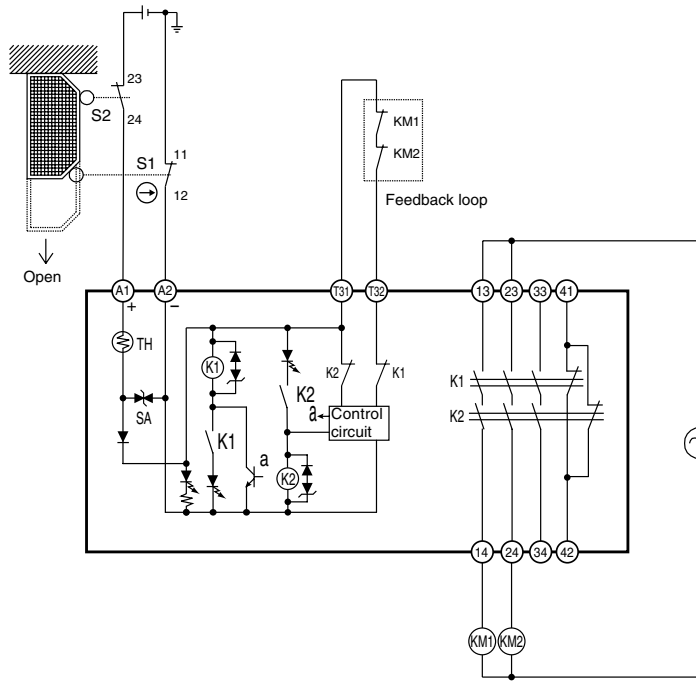 23
S2
24
11
S1
12
KM1
KM2
Feedback loop
Open
A1
A2
T31
T32
13
23
33
41
+
−
TH
K1
K2
K2
K1
K1
SA
K2
a
Control
circuit
K2
K1
a
K2
14
24
34
42
KM1
KM2